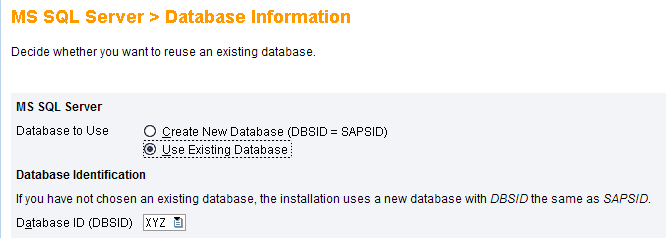 MS SQL Server > Database Information
Decide whether you want to reuse an existing database.
MS SQL Server
Database to Use
Create New Database (DBSID = SAPSID)
Use Existing Database
Database Identification
If you have not chosen an existing database, the installation uses a new database with DBSID the same as SAPSID.
Database ID (DBSID) XYZ